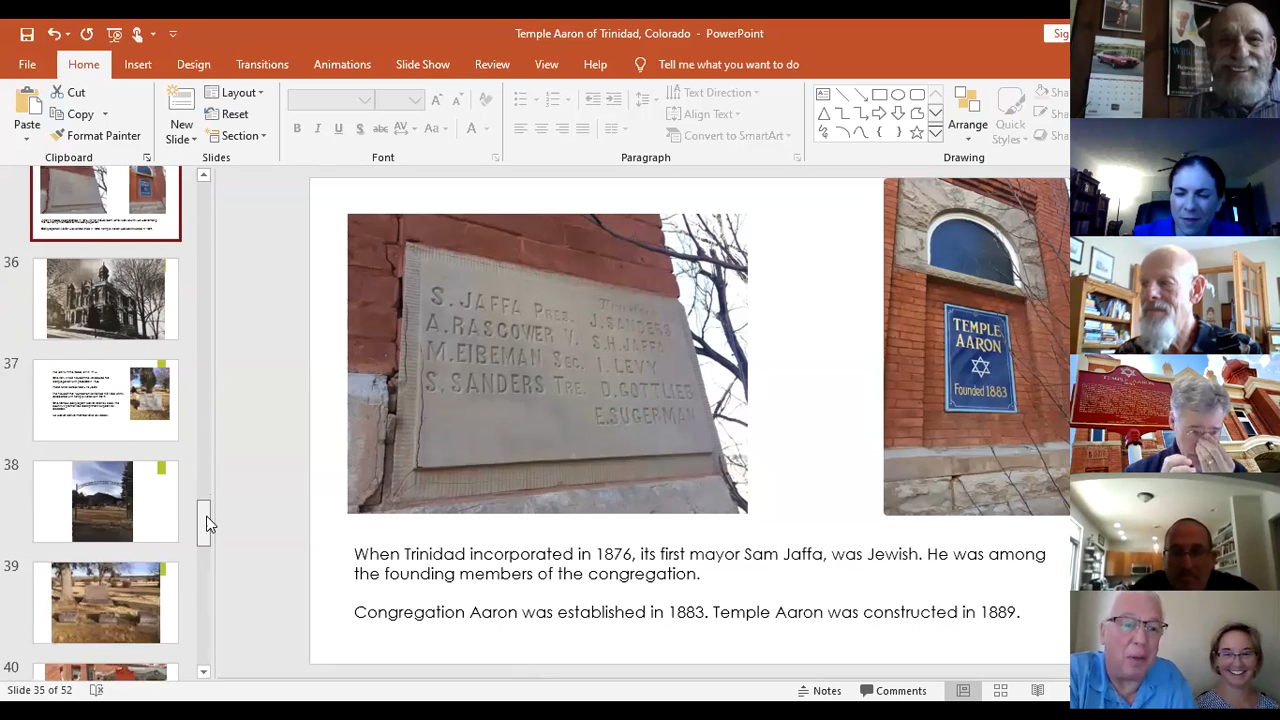 Temple Aaron of Trinidad, Colorado - PowerPoint
Sig
File Home Insert Design Transitions Animations Slide Show Review View Help Tell me what you want to do
Paste
Cut
Copy
Format Painter
Clipboard
New Slide
Layout
Reset
Section
Slides
B I U S abc AV Aa A
Font
Text Direction
Align Text
Convert to SmartArt
Paragraph
Arrange
Quick Styles
Drawing
36
37
38
39
40
S. JAFFA PRES.
A. RASCOVER V.
M. EIBEMAN SEC.
S. SANDERS TRE.
J. SANDERS
S. H. JAFFA
I. LEVY
D. GOTTLIEB
E. SUGERMAN
TEMPLE
AARON
Founded 1883
When Trinidad incorporated in 1876, its first mayor Sam Jaffa, was Jewish. He was among
the founding members of the congregation.
Congregation Aaron was established in 1883. Temple Aaron was constructed in 1889.
Slide 35 of 52
Notes
Comments